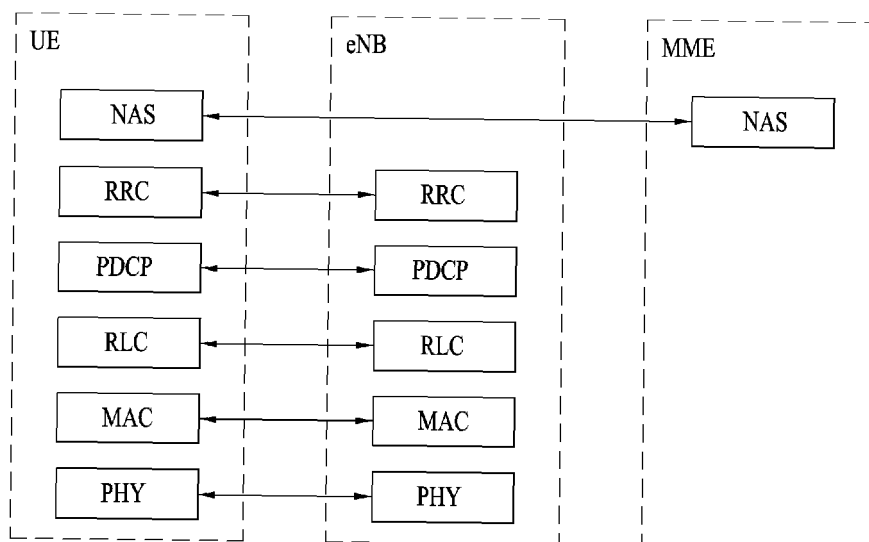 UE
eNB
MME
NAS
NAS
RRC
RRC
PDCP
PDCP
RLC
RLC
MAC
MAC
PHY
PHY